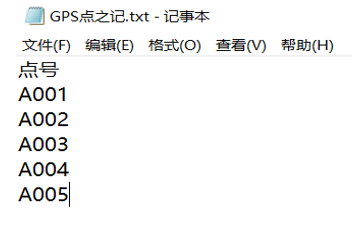 GPS点之记.txt - 记事本
文件(F) 编辑(E) 格式(O) 查看(V) 帮助(H)
点号
A001
A002
A003
A004
A005